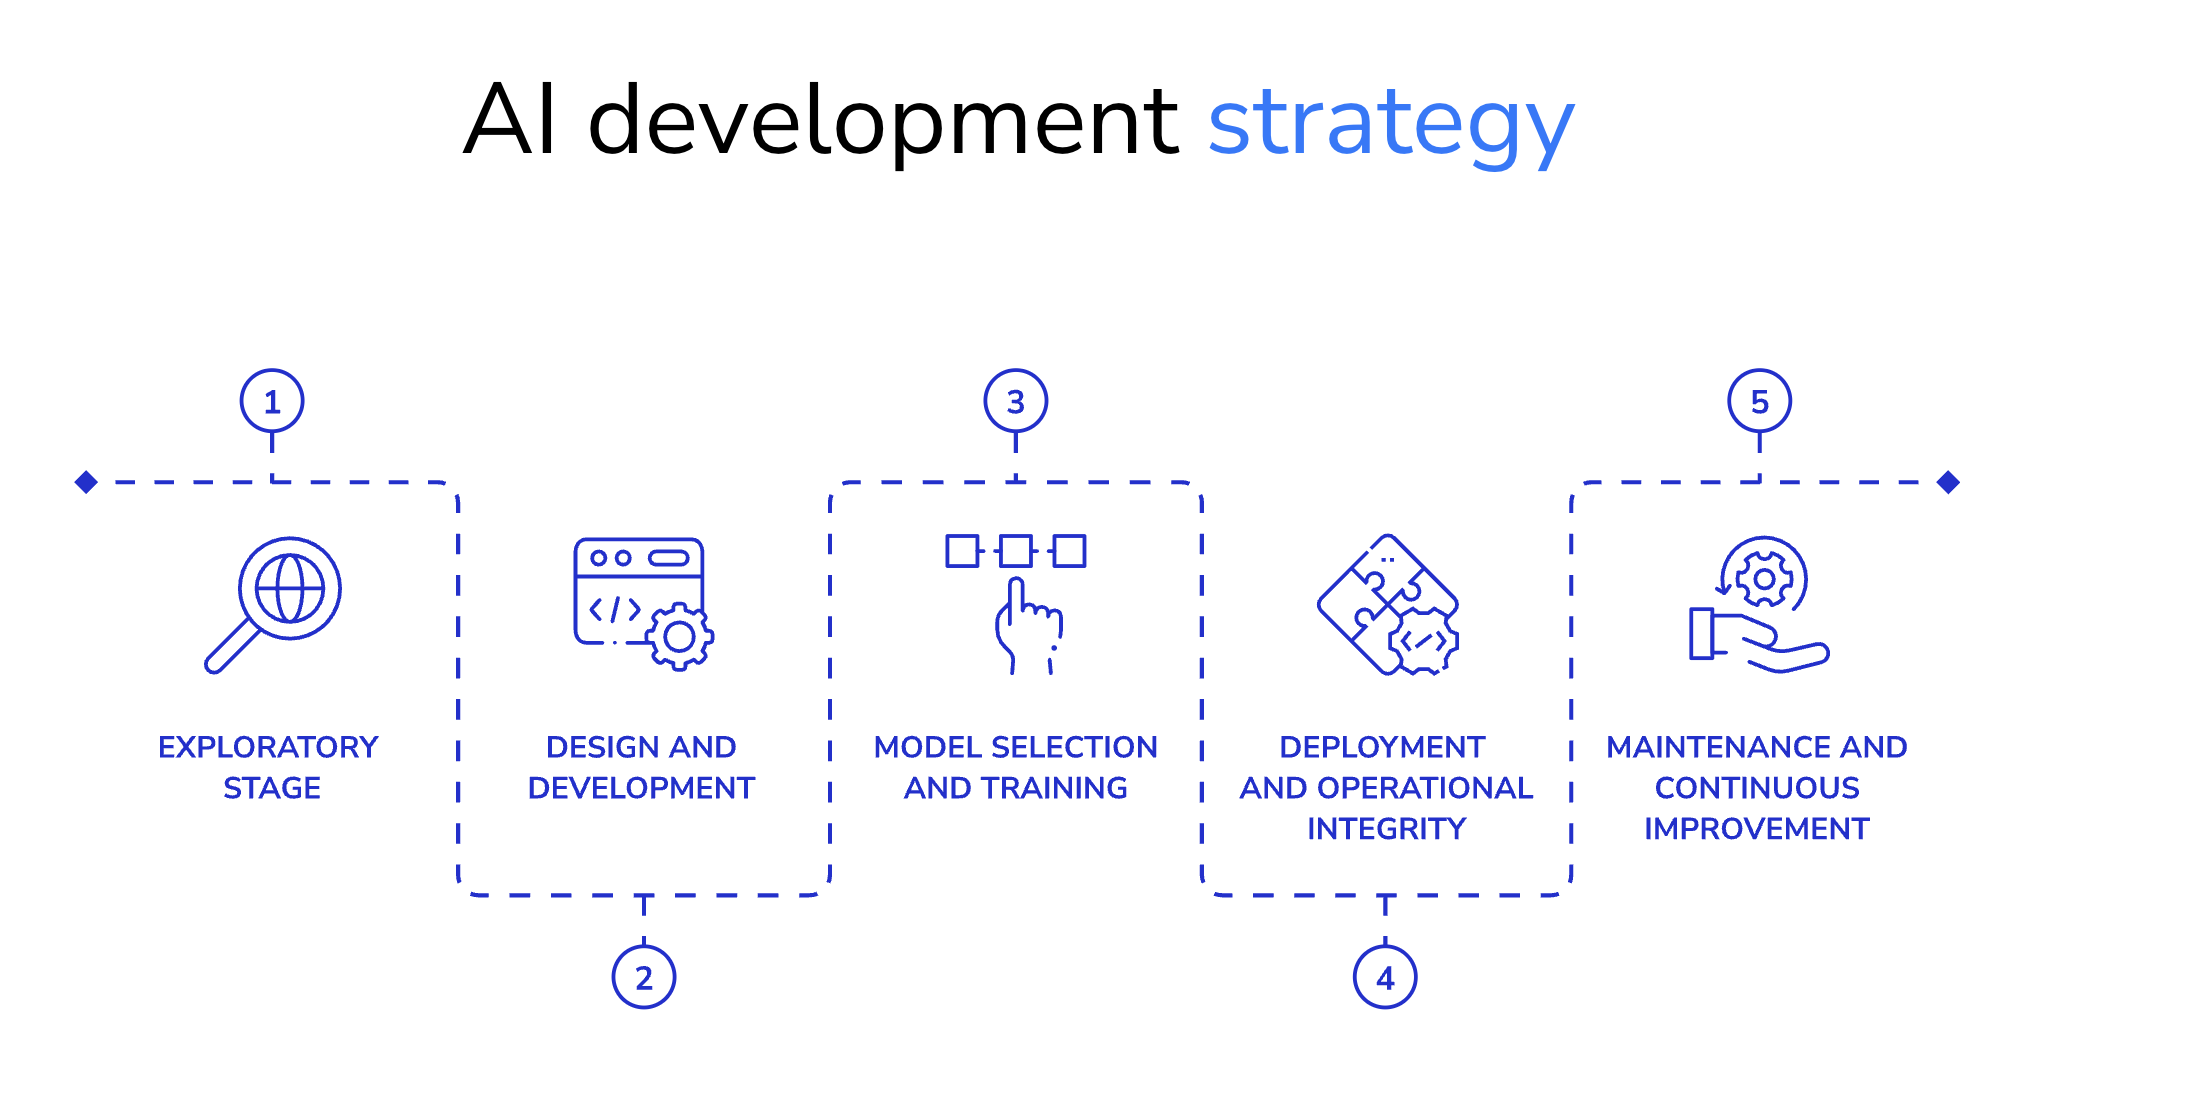 AI development strategy
1
3
5
EXPLORATORY
STAGE
DESIGN AND
DEVELOPMENT
</>
MODEL SELECTION
AND TRAINING
DEPLOYMENT
AND OPERATIONAL
INTEGRITY
</>
MAINTENANCE AND
CONTINUOUS
IMPROVEMENT
2
4